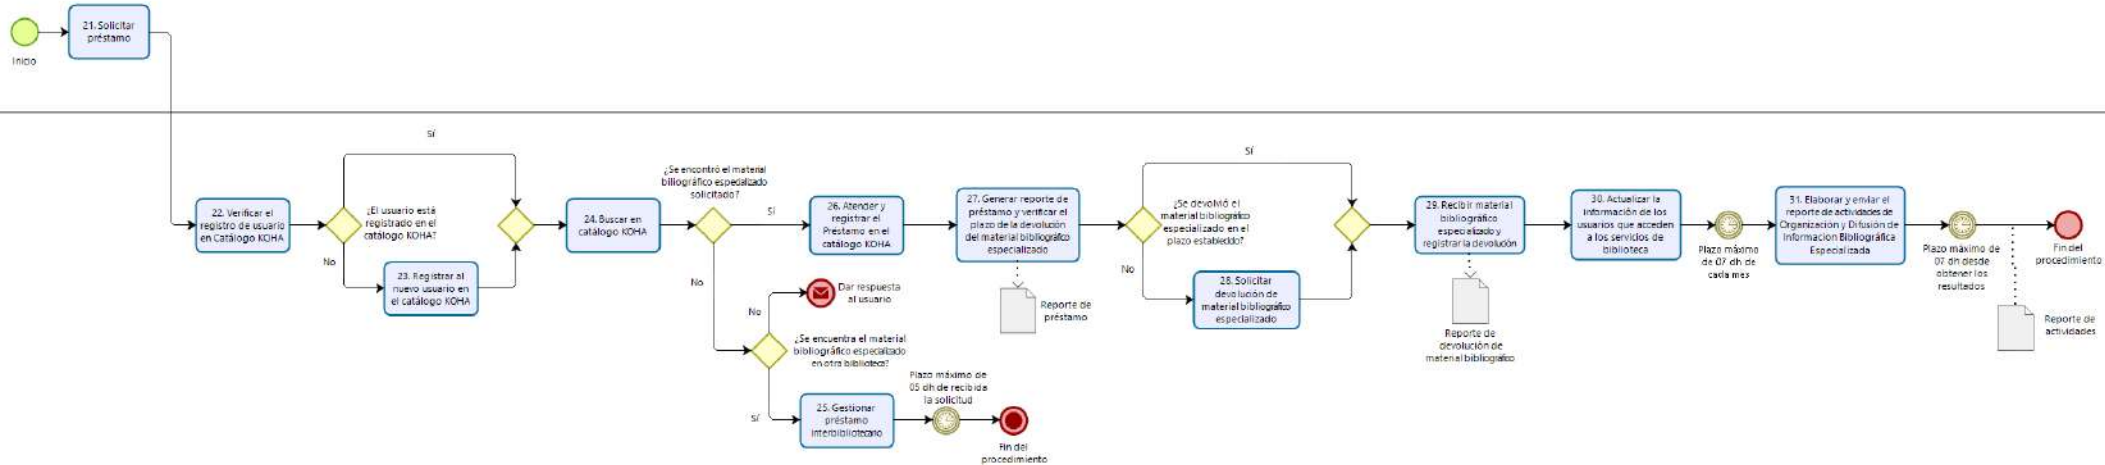 21. Solicitar
préstamo
Inicio
Sí
22. Verificar el
registro de usuario
en Catálogo KOHA
¿El usuario está
registrado en el
catálogo KOHA?
No
23. Registrar al
nuevo usuario en
el catálogo KOHA
24. Buscar en
catálogo KOHA
¿Se encontró el material
biliográfico especializado
solicitado?
Sí
No
26. Atender y
registrar el
Préstamo en el
catálogo KOHA
27. Generar reporte de
préstamo y verificar el
plazo de la devolución
del material bibliográfico
especializado
Reporte de
préstamo
No
Dar respuesta
al usuario
¿Se encuentra el material
bibliográfico especializado
en otra biblioteca?
Sí
25. Gestionar
préstamo
interbibliotecario
Plazo máximo de
05 dh de recibida
la solicitud
Fin del
procedimiento
Sí
¿Se devolvió el
material bibliográfico
especializado en el
plazo establecido?
No
28. Solicitar
devolución de
material bibliográfico
especializado
29. Recibir material
bibliográfico
especializado y
registrar la devolución
Reporte de
devolución de
material bibliográfico
30. Actualizar la
información de los
usuarios que acceden
a los servicios de
biblioteca
Plazo máximo
de 07 dh de
cada mes
31. Elaborar y enviar el
reporte de actividades de
Organización y Difusión de
Informacion Bibliográfica
Especializada
Plazo máximo de
07 dh desde
obtener los
resultados
Fin del
procedimiento
Reporte de
actividades